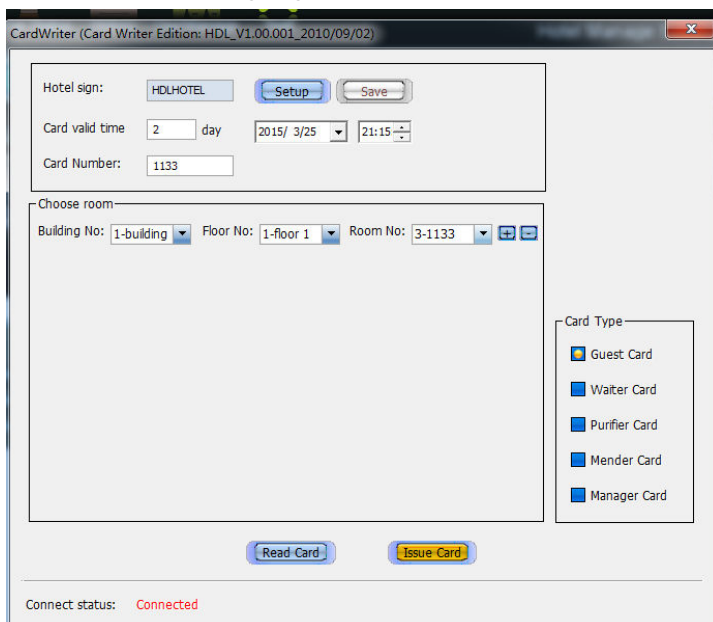 CardWriter (Card Writer Edition: HDL_V1.00.001_2010/09/02)
Hotel sign: HDLHOTEL Setup Save
Card valid time 2 day 2015/ 3/25 21:15
Card Number: 1133
Choose room
Building No: 1-building Floor No: 1-floor 1 Room No: 3-1133 + -
Card Type
Guest Card
Waiter Card
Purifier Card
Mender Card
Manager Card
Read Card Issue Card
Connect status: Connected